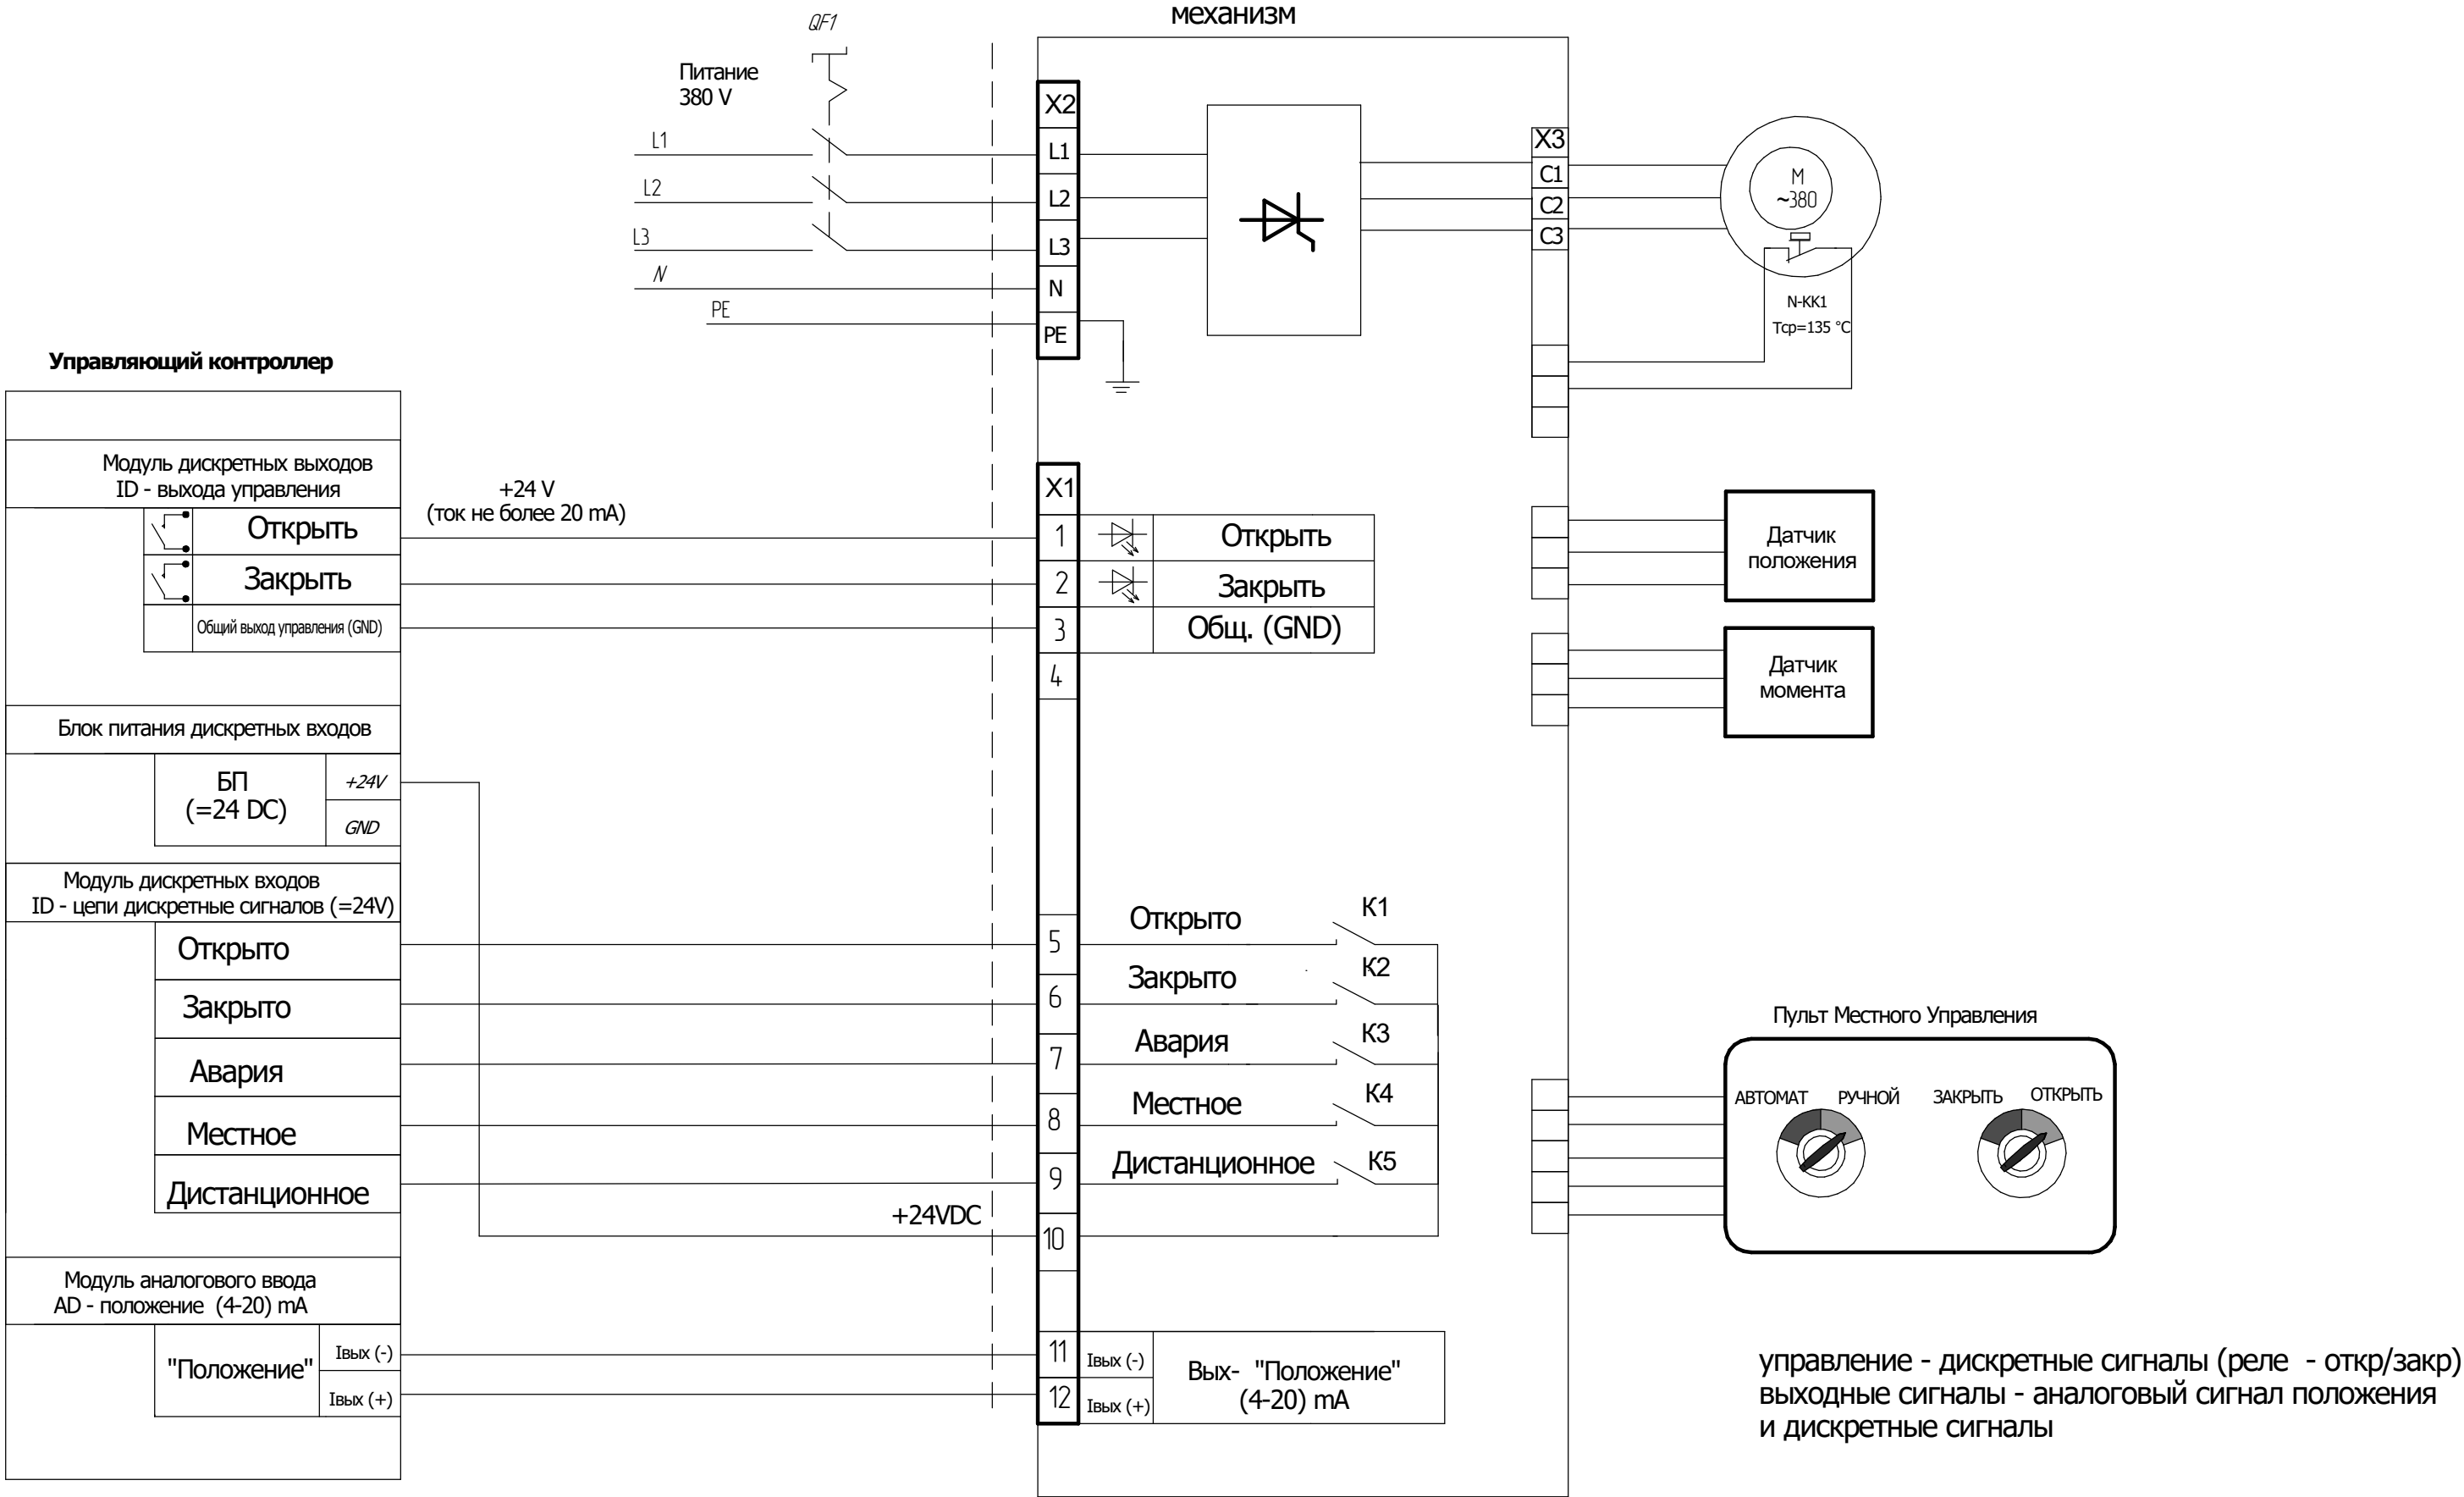 механизм
QF1
Питание
380 V
L1
L2
L3
N
PE
X2
L1
L2
L3
N
PE
X3
C1
C2
C3
M
~380
N-KK1
Тср=135 °C
Управляющий контроллер
Модуль дискретных выходов
ID - выхода управления
Открыть
Закрыть
Общий выход управления (GND)
+24 V
(ток не более 20 mA)
X1
1
2
3
4
Открыть
Закрыть
Общ. (GND)
Датчик
положения
Датчик
момента
Блок питания дискретных входов
БП
(=24 DC)
+24V
GND
Модуль дискретных входов
ID - цепи дискретные сигналов (=24V)
Открыто
Закрыто
Авария
Местное
Дистанционное
+24VDC
5
6
7
8
9
10
Открыто
K1
Закрыто
K2
Авария
K3
Местное
K4
Дистанционное
K5
Пульт Местного Управления
АВТОМАТ
РУЧНОЙ
ЗАКРЫТЬ
ОТКРЫТЬ
Модуль аналогового ввода
AD - положение (4-20) mA
"Положение"
Iвых (-)
Iвых (+)
11
12
Iвых (-)
Iвых (+)
Вых- "Положение"
(4-20) mA
управление - дискретные сигналы (реле - откр/закр)
выходные сигналы - аналоговый сигнал положения
и дискретные сигналы